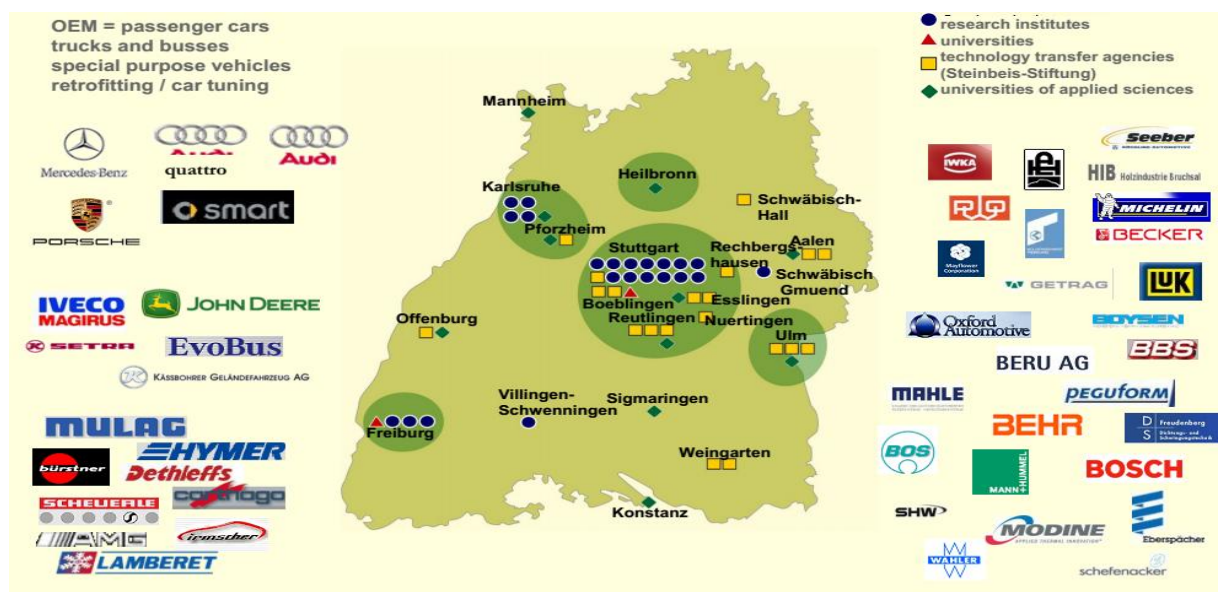 OEM = passenger cars
trucks and busses
special purpose vehicles
retrofitting / car tuning
research institutes
universities
technology transfer agencies
(Steinbeis-Stiftung)
universities of applied sciences
Mercedes-Benz
Audi
quattro
Audi
PORSCHE
smart
IVECO
MAGIRUS
JOHN DEERE
SETRA
EvoBus
KÄSSBOHRER GELÄNDEFAHRZEUG AG
MULAG
HYMER
bürstner
Dethleffs
SCHEUERLE
carthago
AMG
irmscher
LAMBERET
Mannheim
Heilbronn
Karlsruhe
Pforzheim
Schwäbisch-
Hall
Stuttgart
Rechbergs-
hausen
Aalen
Schwäbisch
Gmuend
Boeblingen
Esslingen
Reutlingen
Nuertingen
Offenburg
Ulm
Villingen-
Schwenningen
Sigmaringen
Freiburg
Weingarten
Konstanz
Seeber
IWKA
HIB Holzindustrie Bruchsal
MICHELIN
BECKER
Mayflower
Corporation
GETRAG
LUK
Oxford
Automotive
BOYSEN
BERU AG
BBS
MAHLE
PEGUFORM
BEHR
D
S
Freudenberg
Dichtungs- und
Schwingungstechnik
BOS
MANN+
HUMMEL
BOSCH
SHW
MODINE
Eberspächer
WAHLER
schefenacker